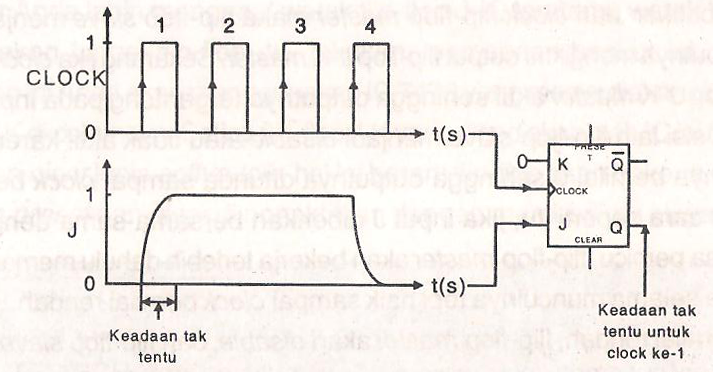 1 2 3 4
1
CLOCK
0
t(s)
1
J
0
t(s)
Keadaan tak
tentu
PRESE
T
0 K Q
CLOCK
J Q
CLEAR
Keadaan tak
tentu untuk
clock ke-1